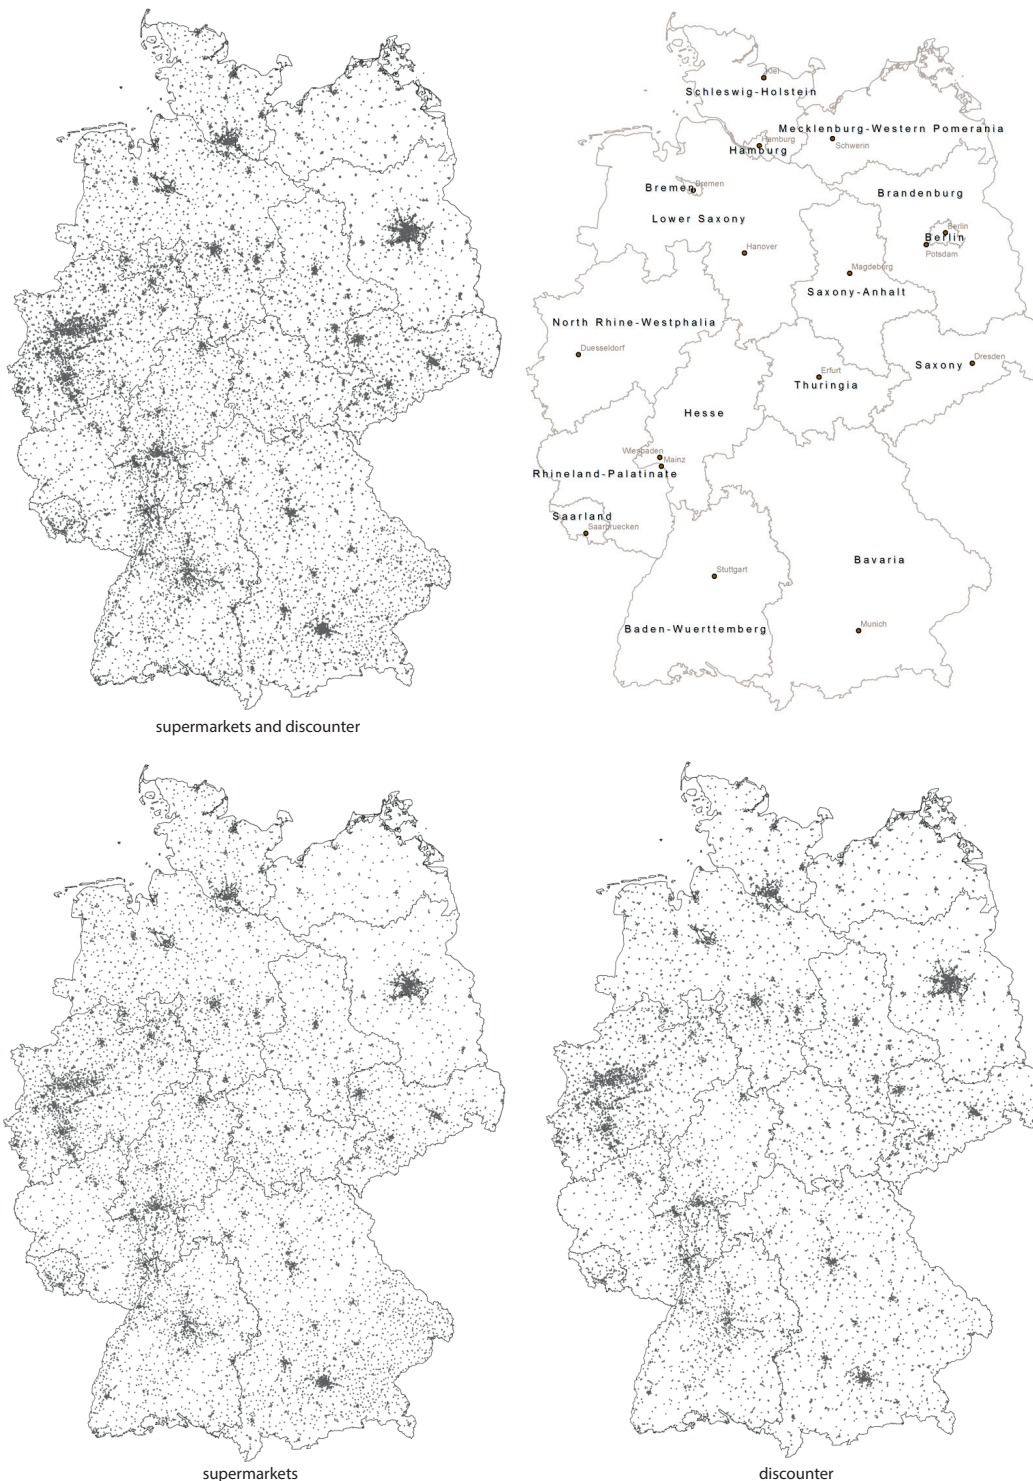 Kiel
Schleswig-Holstein
Mecklenburg-Western Pomerania
Hamburg
Schwerin
Hamburg
Bremen
Bremen
Brandenburg
Lower Saxony
Berlin
Berlin
Hanover
Potsdam
Magdeburg
Saxony-Anhalt
North Rhine-Westphalia
Duesseldorf
Dresden
Saxony
Erfurt
Thuringia
Hesse
Wiesbaden
Mainz
Rhineland-Palatinate
Saarland
Saarbruecken
Bavaria
Stuttgart
Munich
Baden-Wuerttemberg
supermarkets and discounter
supermarkets
discounter